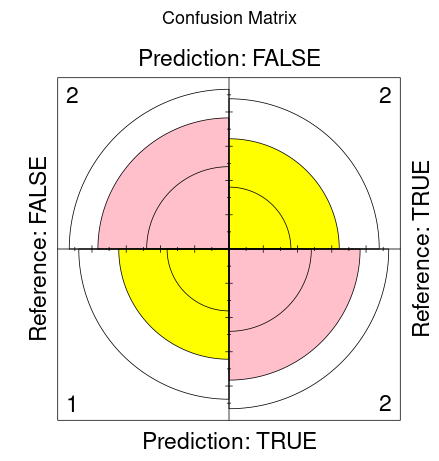 Confusion Matrix
Prediction: FALSE
2
2
Reference: FALSE
Reference: TRUE
1
2
Prediction: TRUE